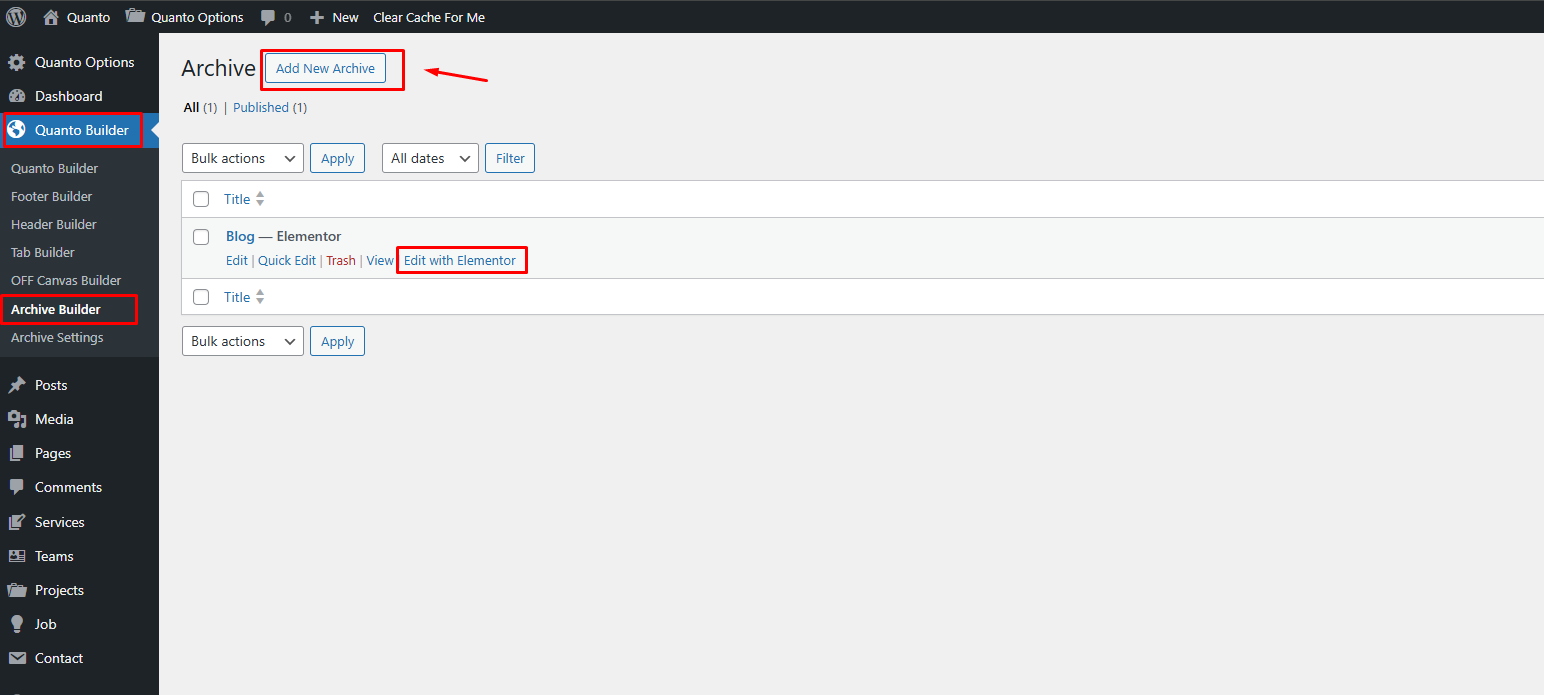 Quanto Quanto Options 0 New Clear Cache For Me
Quanto Options
Dashboard
Quanto Builder
Quanto Builder
Footer Builder
Header Builder
Tab Builder
OFF Canvas Builder
Archive Builder
Archive Settings
Posts
Media
Pages
Comments
Services
Teams
Projects
Job
Contact
Archive Add New Archive
All (1) | Published (1)
Bulk actions Apply All dates Filter
Title
Blog — Elementor
Edit | Quick Edit | Trash | View Edit with Elementor
Title
Bulk actions Apply